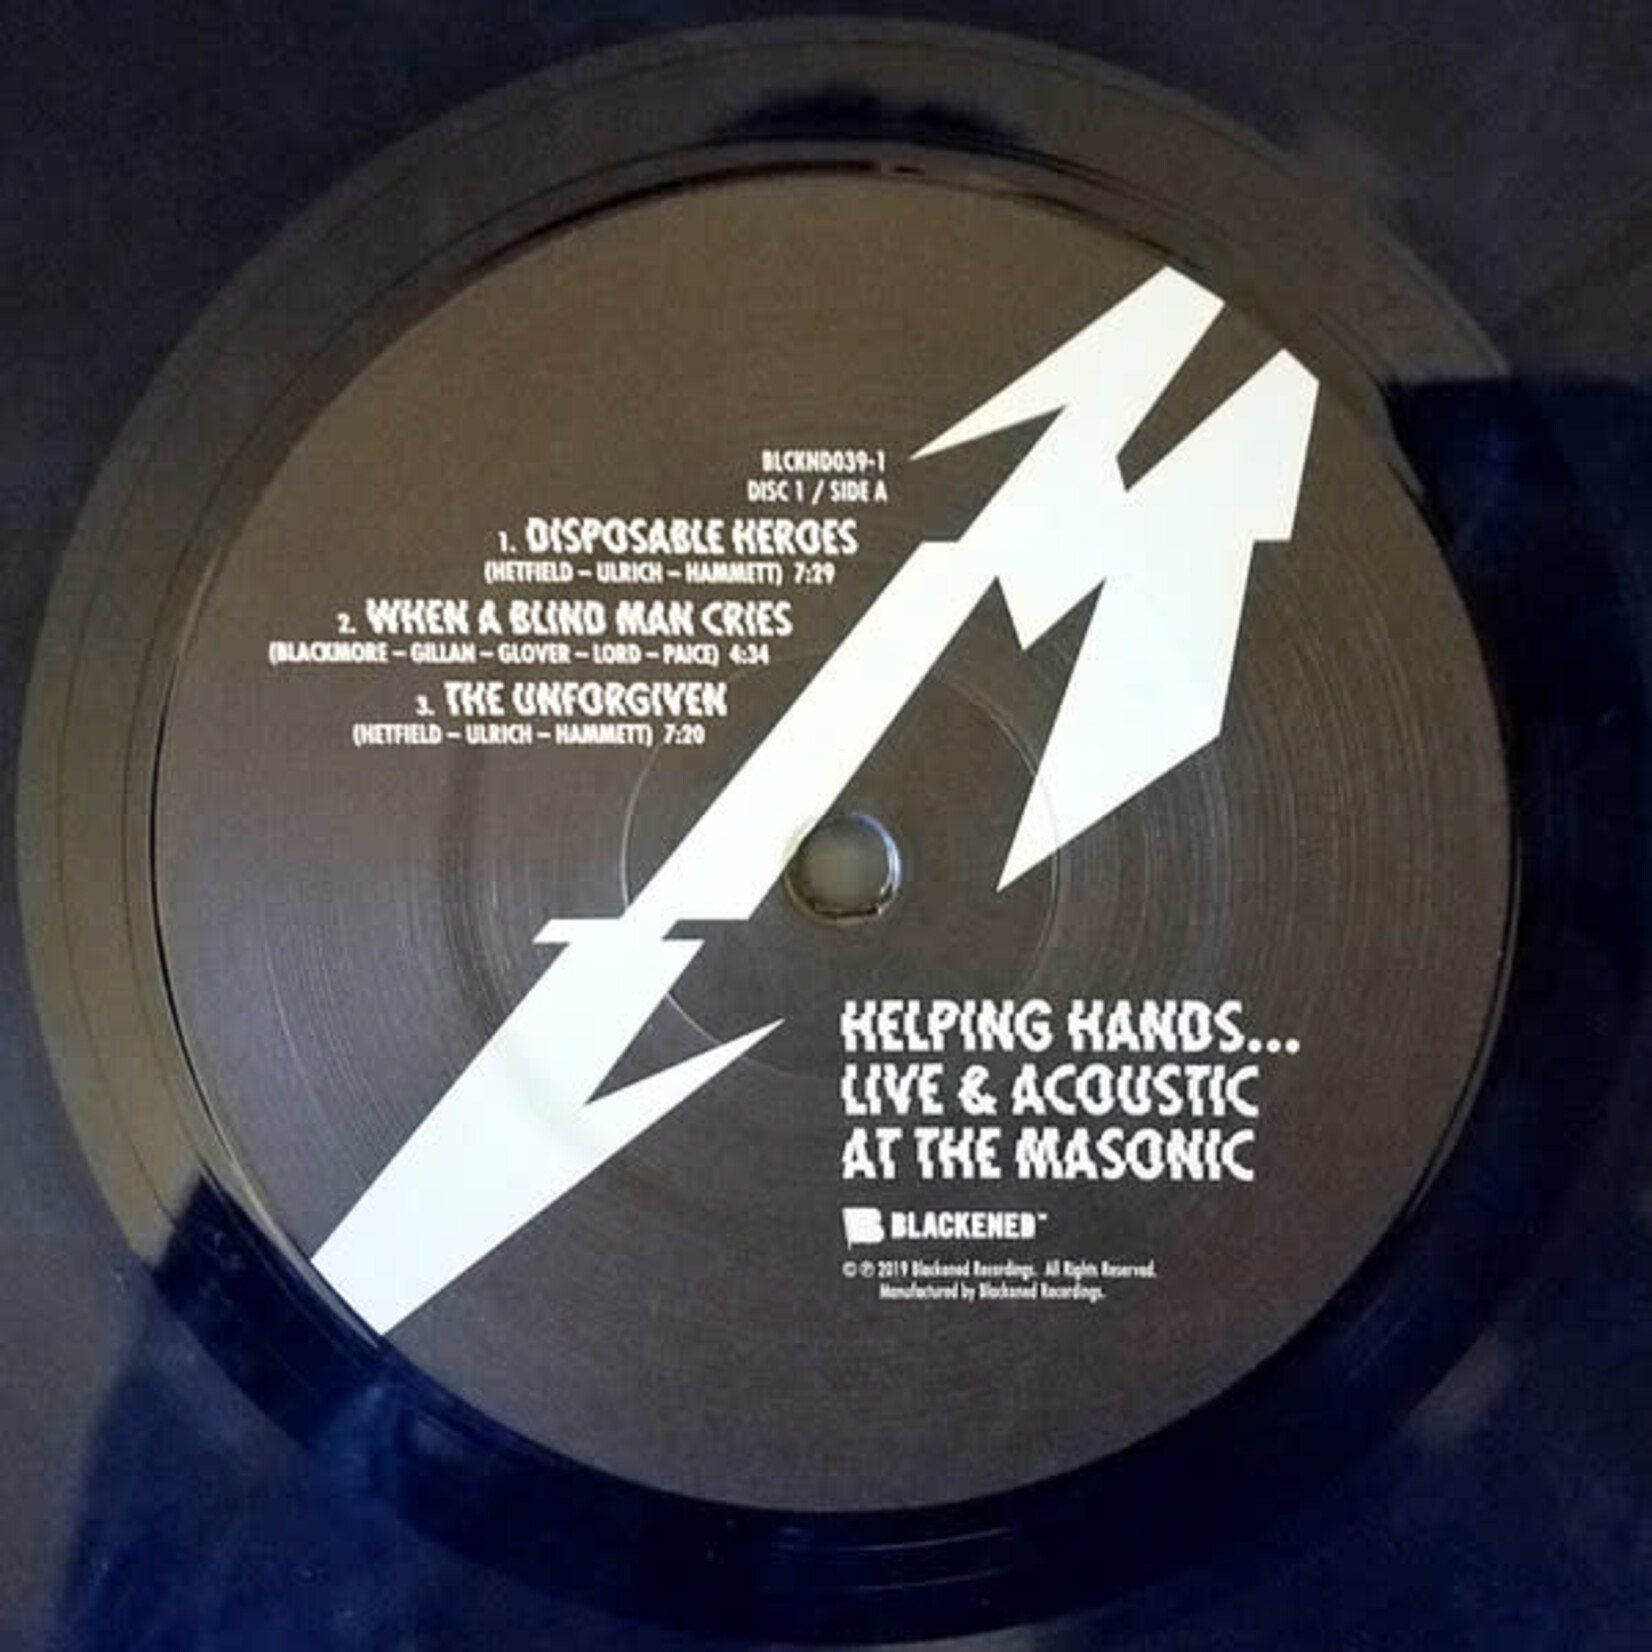 BLCKND039-1
DISC 1 / SIDE A
1. DISPOSABLE HEROES
(HETFIELD – ULRICH – HAMMETT) 7:29
2. WHEN A BLIND MAN CRIES
(BLACKMORE – GILLAN – GLOVER – LORD – PAICE) 4:34
3. THE UNFORGIVEN
(HETFIELD – ULRICH – HAMMETT) 7:20
M
HELPING HANDS...
LIVE & ACOUSTIC
AT THE MASONIC
B BLACKENED™
© ℗ 2019 Blackened Recordings. All Rights Reserved.
Manufactured by Blackened Recordings.